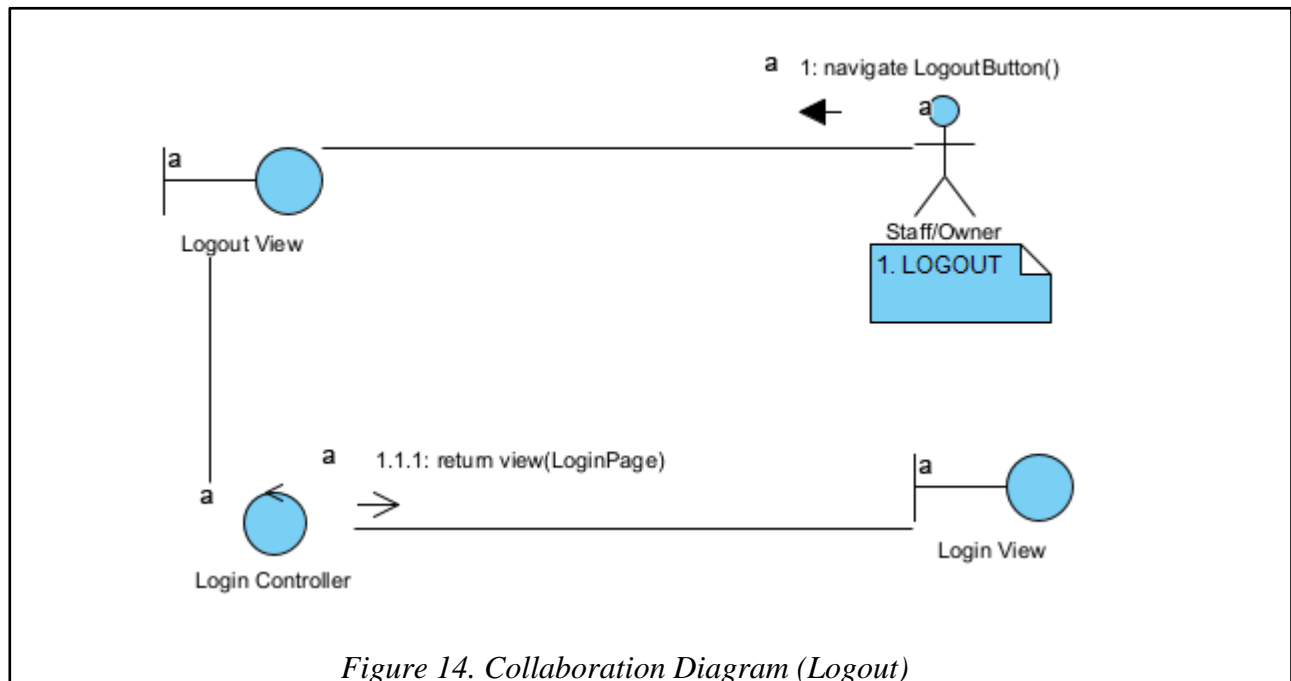 a 1: navigate LogoutButton()
a
a
Logout View
Staff/Owner
1. LOGOUT
a 1.1.1: return view(LoginPage)
a
a
Login View
Login Controller
Figure 14. Collaboration Diagram (Logout)